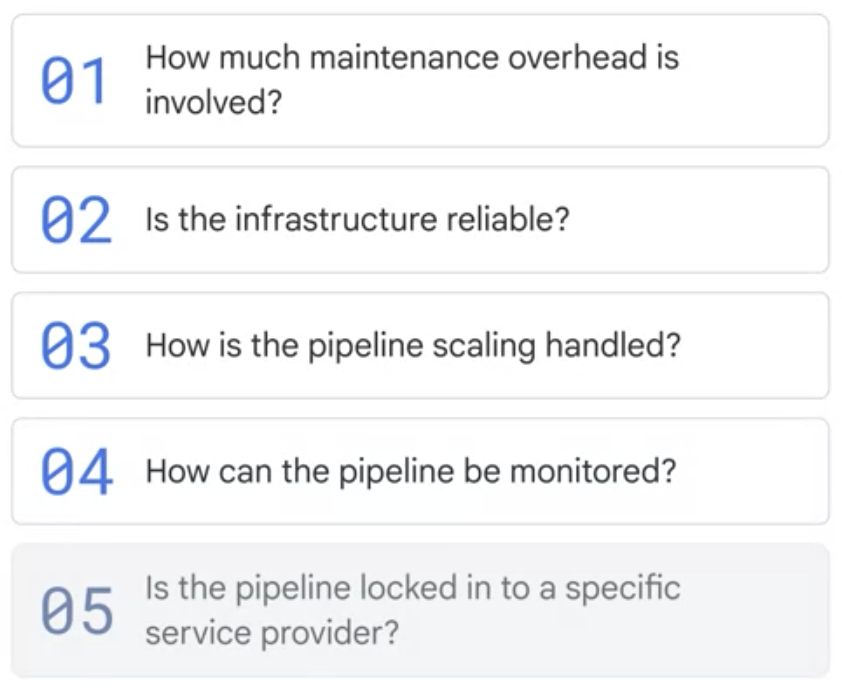 01 How much maintenance overhead is
involved?
02 Is the infrastructure reliable?
03 How is the pipeline scaling handled?
04 How can the pipeline be monitored?
05 Is the pipeline locked in to a specific
service provider?